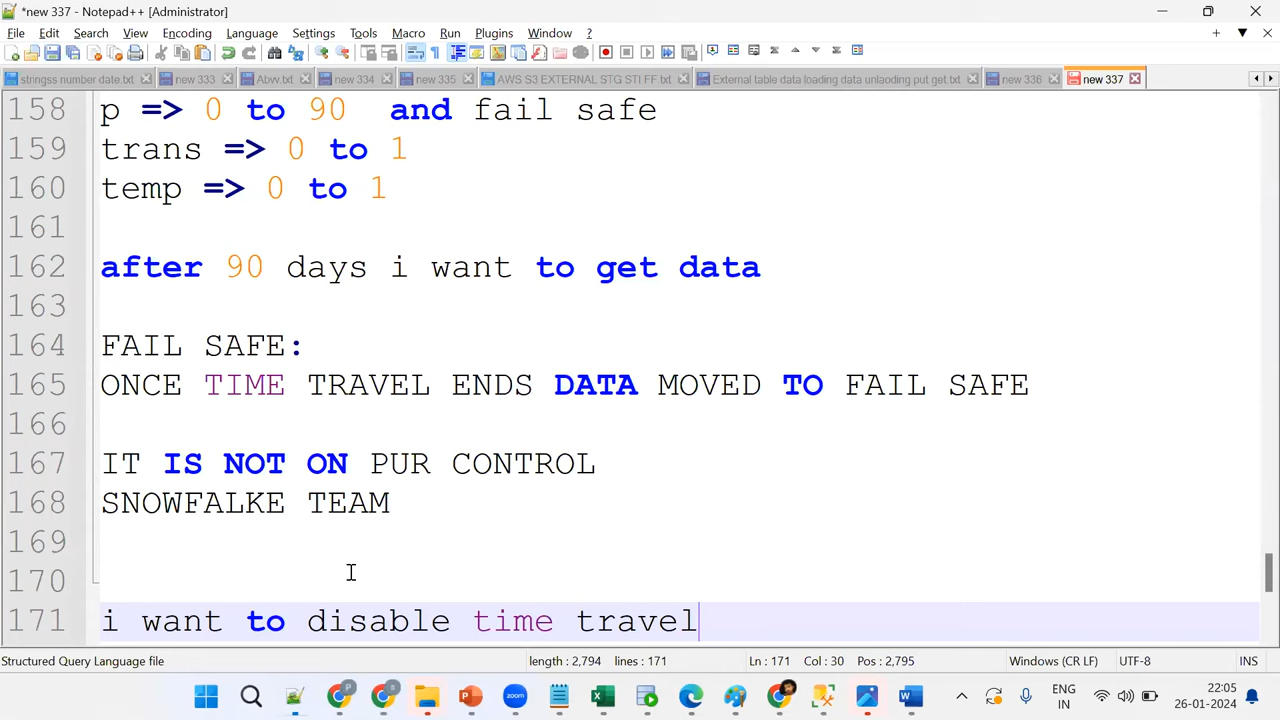 *new 337 - Notepad++ [Administrator]
File Edit Search View Encoding Language Settings Tools Macro Run Plugins Window ?
stringss number date.txt new 333 Abvv.txt new 334 new 335 AWS S3 EXTERNAL STG STI FF txt External table data loading data unlaoding put get.txt new 336 new 337
158 p => 0 to 90 and fail safe
159 trans => 0 to 1
160 temp => 0 to 1
161
162 after 90 days i want to get data
163
164 FAIL SAFE:
165 ONCE TIME TRAVEL ENDS DATA MOVED TO FAIL SAFE
166
167 IT IS NOT ON PUR CONTROL
168 SNOWFALKE TEAM
169
170
171 i want to disable time travel
Structured Query Language file length : 2,794 lines : 171 Ln : 171 Col : 30 Pos : 2,795 Windows (CR LF) UTF-8 INS
ENG
IN
22:05
26-01-2024